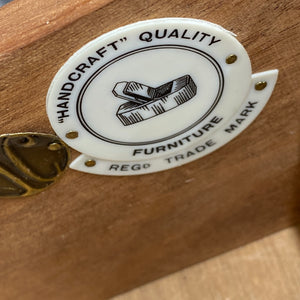 "HANDCRAFT" QUALITY
FURNITURE
REGD TRADE MARK